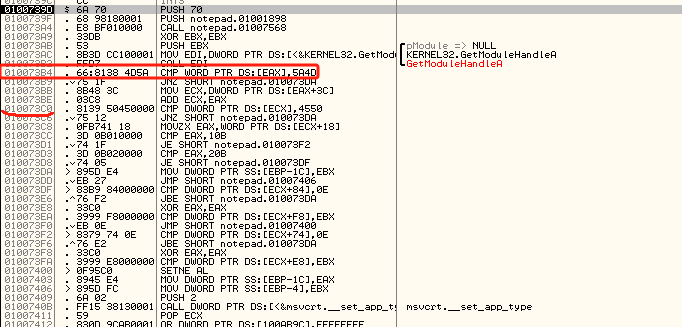 INT3
0100739D $ 6A 70 PUSH 70
0100739F . 68 98180001 PUSH notepad.01001898
010073A4 . E8 BF010000 CALL notepad.01007568
010073A9 . 33DB XOR EBX,EBX
010073AB . 53 PUSH EBX pModule => NULL
010073AC . 8B3D CC100001 MOV EDI,DWORD PTR DS:[<&KERNEL32.GetMod KERNEL32.GetModuleHandleA
CALL EDI GetModuleHandleA
010073B4 . 66:8138 4D5A CMP WORD PTR DS:[EAX],5A4D
010073B9 .v75 1F JNZ SHORT notepad.010073DA
010073BB . 8B48 3C MOV ECX,DWORD PTR DS:[EAX+3C]
010073BE . 03C8 ADD ECX,EAX
010073C0 . 8139 50450000 CMP DWORD PTR DS:[ECX],4550
010073C6 .v75 12 JNZ SHORT notepad.010073DA
010073C8 . 0FB741 18 MOVZX EAX,WORD PTR DS:[ECX+18]
010073CC . 3D 0B010000 CMP EAX,10B
010073D1 .v74 1F JE SHORT notepad.010073F2
010073D3 . 3D 0B020000 CMP EAX,20B
010073D8 .v74 05 JE SHORT notepad.010073DF
010073DA > 895D E4 MOV DWORD PTR SS:[EBP-1C],EBX
010073DD .vEB 27 JMP SHORT notepad.01007406
010073DF > 83B9 84000000 CMP DWORD PTR DS:[ECX+84],0E
010073E6 .^76 F2 JBE SHORT notepad.010073DA
010073E8 . 33C0 XOR EAX,EAX
010073EA . 3999 F8000000 CMP DWORD PTR DS:[ECX+F8],EBX
010073F0 .vEB 0E JMP SHORT notepad.01007400
010073F2 > 8379 74 0E CMP DWORD PTR DS:[ECX+74],0E
010073F6 .^76 E2 JBE SHORT notepad.010073DA
010073F8 . 33C0 XOR EAX,EAX
010073FA . 3999 E8000000 CMP DWORD PTR DS:[ECX+E8],EBX
01007400 > 0F95C0 SETNE AL
01007403 . 8945 E4 MOV DWORD PTR SS:[EBP-1C],EAX
01007406 > 895D FC MOV DWORD PTR SS:[EBP-4],EBX
01007409 . 6A 02 PUSH 2
0100740B . FF15 38130001 CALL DWORD PTR DS:[<&msvcrt.__set_app_ty msvcrt.__set_app_type
01007411 . 59 POP ECX
01007412 . 830D 9CAB0001 OR DWORD PTR DS:[100AB9C],FFFFFFFF